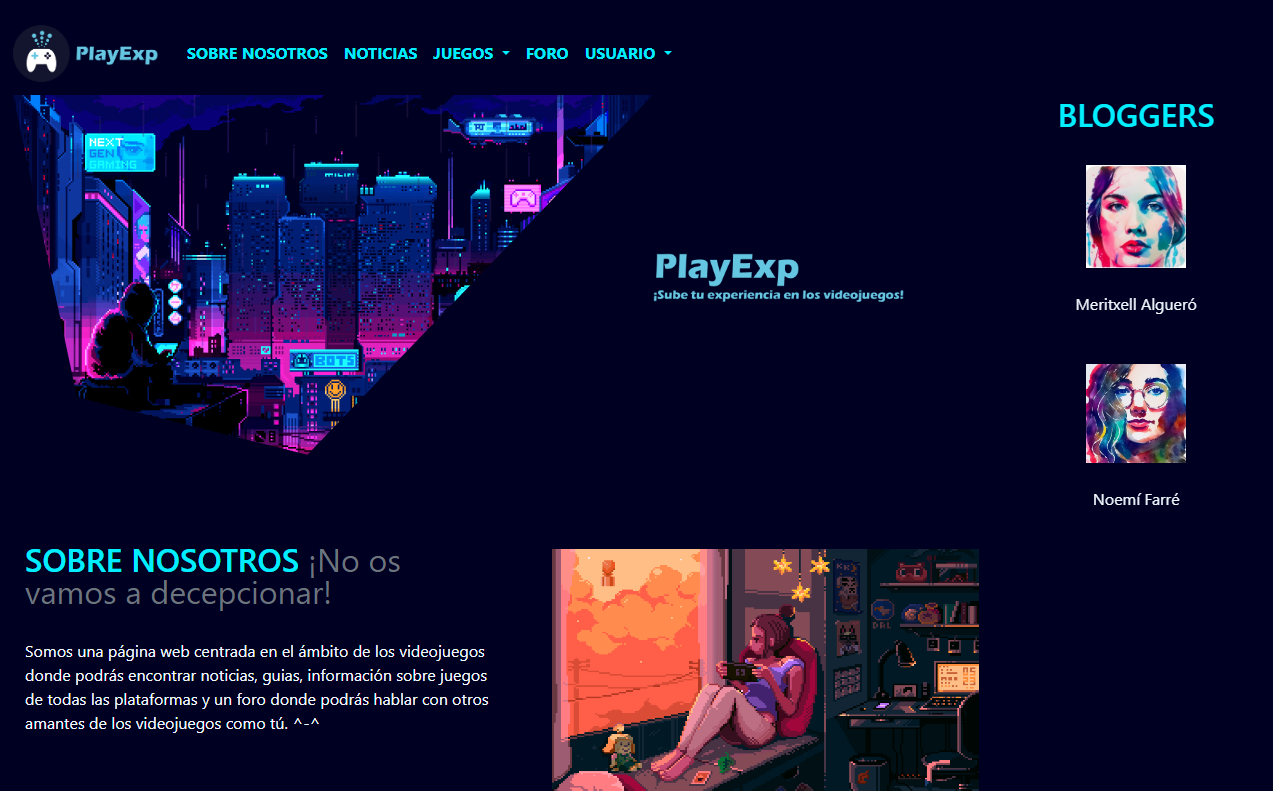 PlayExp
SOBRE NOSOTROS
NOTICIAS
JUEGOS
FORO
USUARIO
NEXT
GEN
GAMING
BOTS
PlayExp
¡Sube tu experiencia en los videojuegos!
BLOGGERS
Meritxell Algueró
Noemí Farré
SOBRE NOSOTROS ¡No os
vamos a decepcionar!
Somos una página web centrada en el ámbito de los videojuegos
donde podrás encontrar noticias, guias, información sobre juegos
de todas las plataformas y un foro donde podrás hablar con otros
amantes de los videojuegos como tú. ^-^